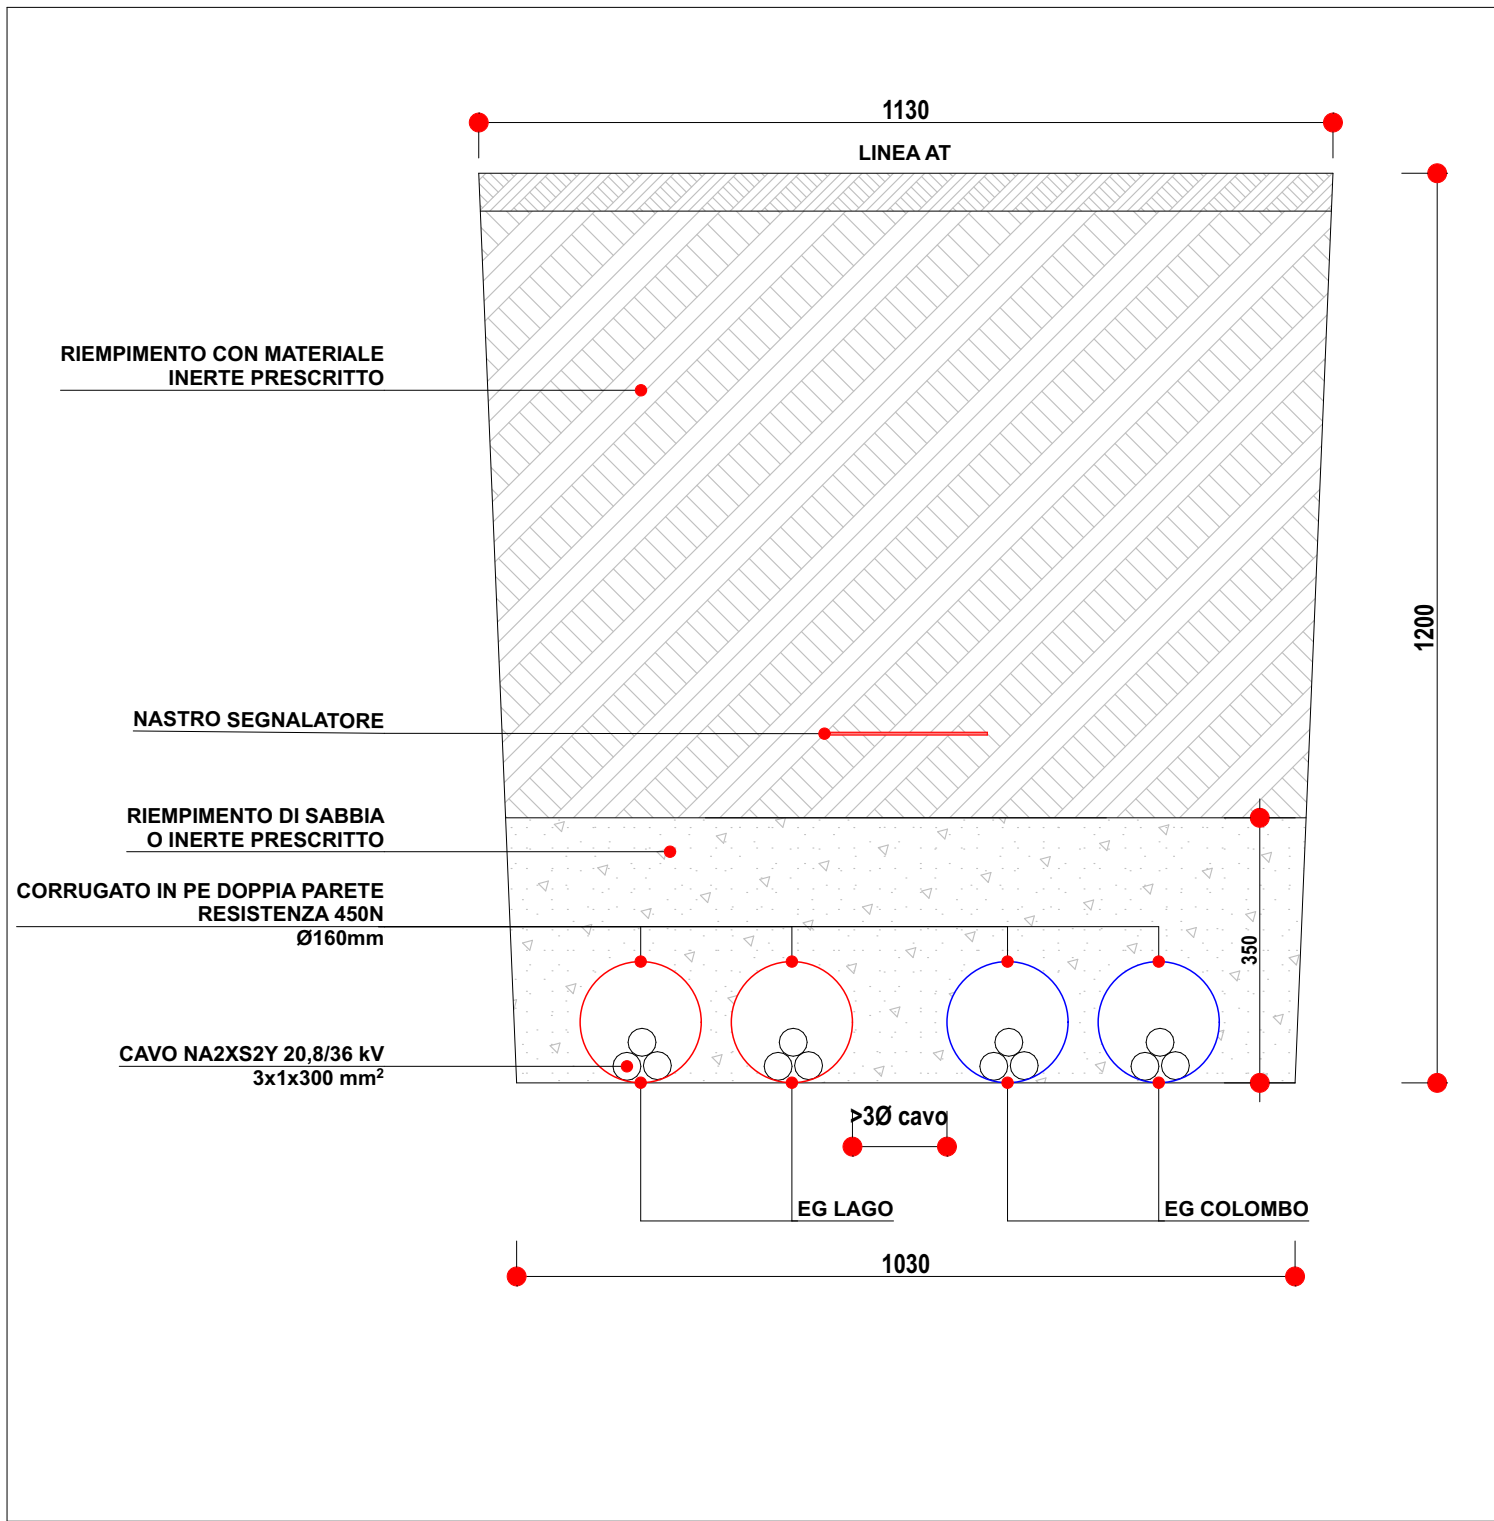 1130
LINEA AT
RIEMPIMENTO CON MATERIALE
INERTE PRESCRITTO
1200
NASTRO SEGNALATORE
RIEMPIMENTO DI SABBIA
O INERTE PRESCRITTO
CORRUGATO IN PE DOPPIA PARETE
RESISTENZA 450N
Ø160mm
350
CAVO NA2XS2Y 20,8/36 kV
3x1x300 mm²
>3Ø cavo
EG LAGO
EG COLOMBO
1030